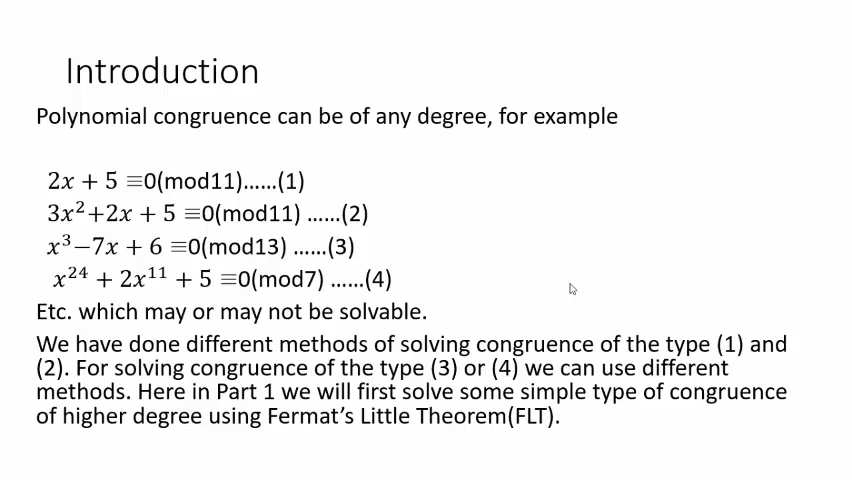 Introduction
Polynomial congruence can be of any degree, for example
2x + 5 ≡0(mod11)……(1)
3x²+2x + 5 ≡0(mod11) ……(2)
x³−7x + 6 ≡0(mod13) ……(3)
x²⁴ + 2x¹¹ + 5 ≡0(mod7) ……(4)
Etc. which may or may not be solvable.
We have done different methods of solving congruence of the type (1) and
(2). For solving congruence of the type (3) or (4) we can use different
methods. Here in Part 1 we will first solve some simple type of congruence
of higher degree using Fermat’s Little Theorem(FLT).